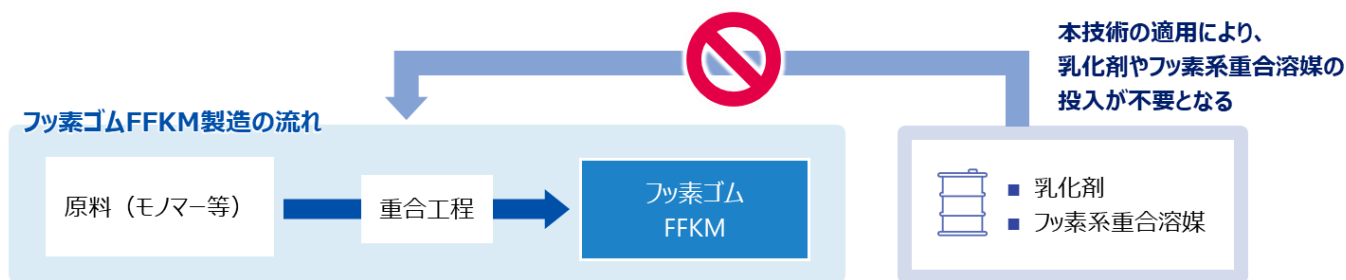 本技術の適用により、
乳化剤やフッ素系重合溶媒の
投入が不要となる
フッ素ゴムFFKM製造の流れ
原料（モノマー等）
重合工程
フッ素ゴム
FFKM
■ 乳化剤
■ フッ素系重合溶媒